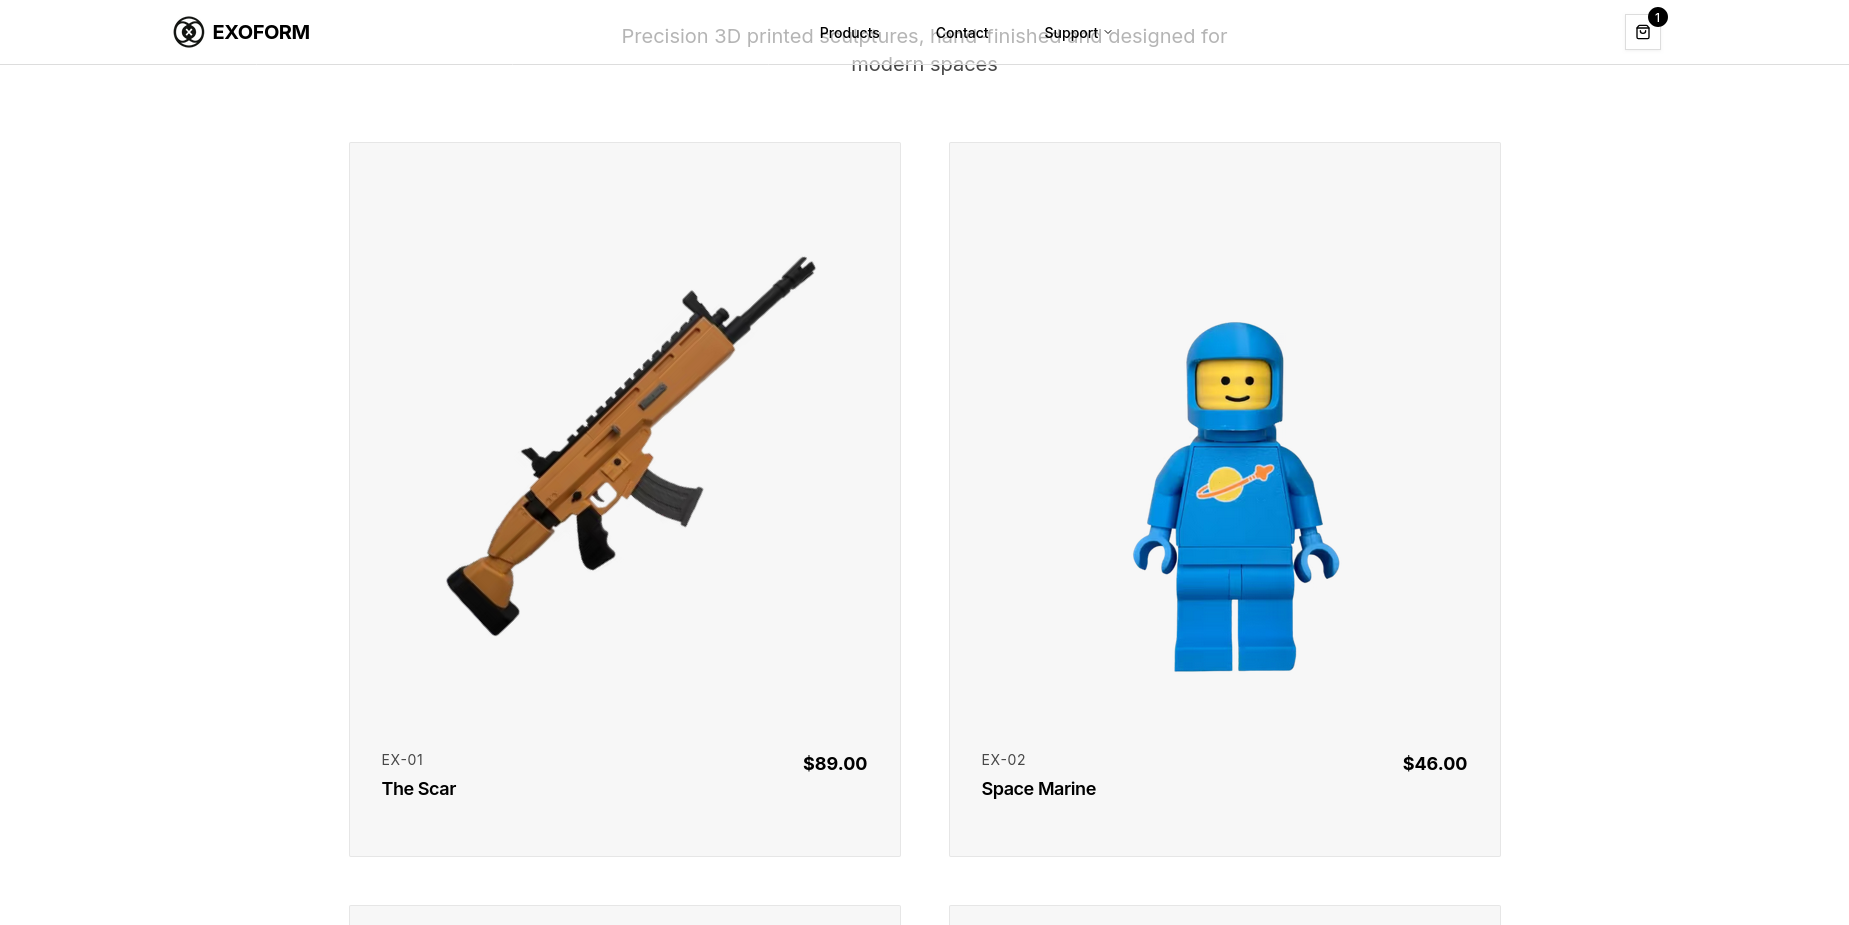 EXOFORM
Products
Contact
Support
1
Precision 3D printed sculptures, hand-finished and designed for
modern spaces
EX-01
$89.00
The Scar
EX-02
$46.00
Space Marine